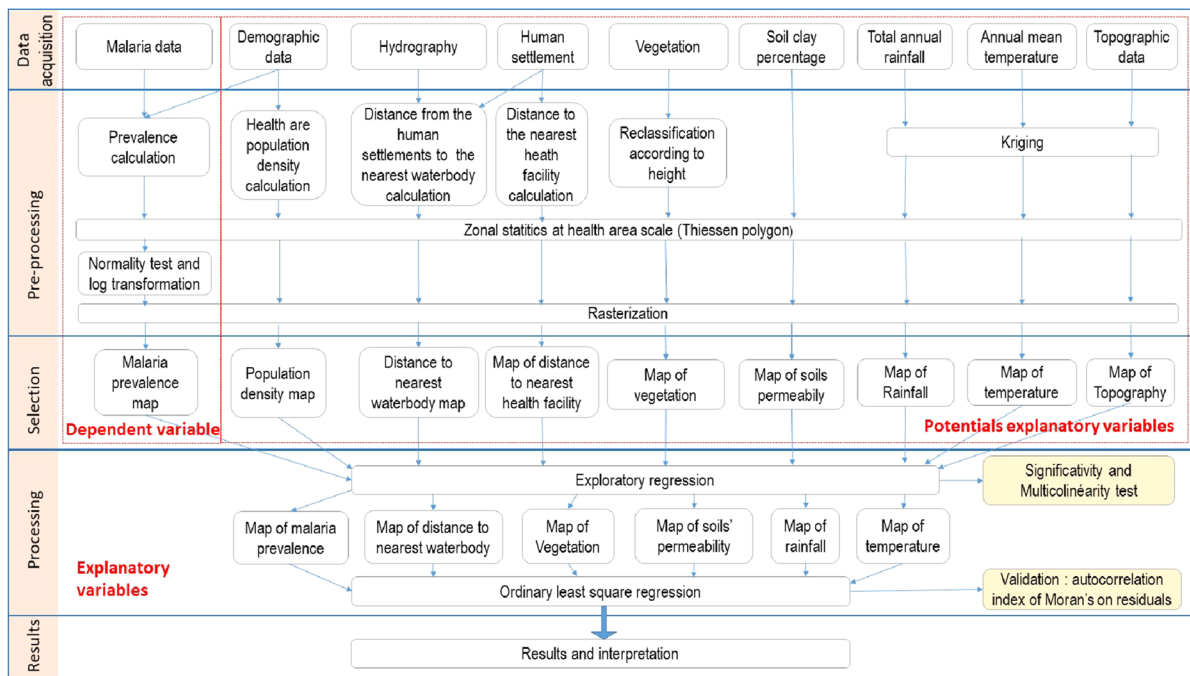 Data
acquisition
Malaria data
Demographic
data
Hydrography
Human
settlement
Vegetation
Soil clay
percentage
Total annual
rainfall
Annual mean
temperature
Topographic
data
Pre-processing
Prevalence
calculation
Health are
population
density
calculation
Distance from the
human
settlements to the
nearest waterbody
calculation
Distance to
the nearest
heath
facility
calculation
Reclassification
according to
height
Kriging
Zonal statitics at health area scale (Thiessen polygon)
Normality test and
log transformation
Rasterization
Selection
Malaria
prevalence
map
Population
density map
Distance to
nearest
waterbody map
Map of
distance to
nearest
health facility
Map of
vegetation
Map of soils
permeabily
Map of
Rainfall
Map of
temperature
Map of
Topography
Dependent variable
Potentials explanatory variables
Processing
Exploratory regression
Significativity and
Multicolinéarity test
Map of malaria
prevalence
Map of distance to
nearest waterbody
Map of
Vegetation
Map of soils'
permeability
Map of
rainfall
Map of
temperature
Explanatory
variables
Ordinary least square regression
Validation : autocorrelation
index of Moran's on residuals
Results
Results and interpretation